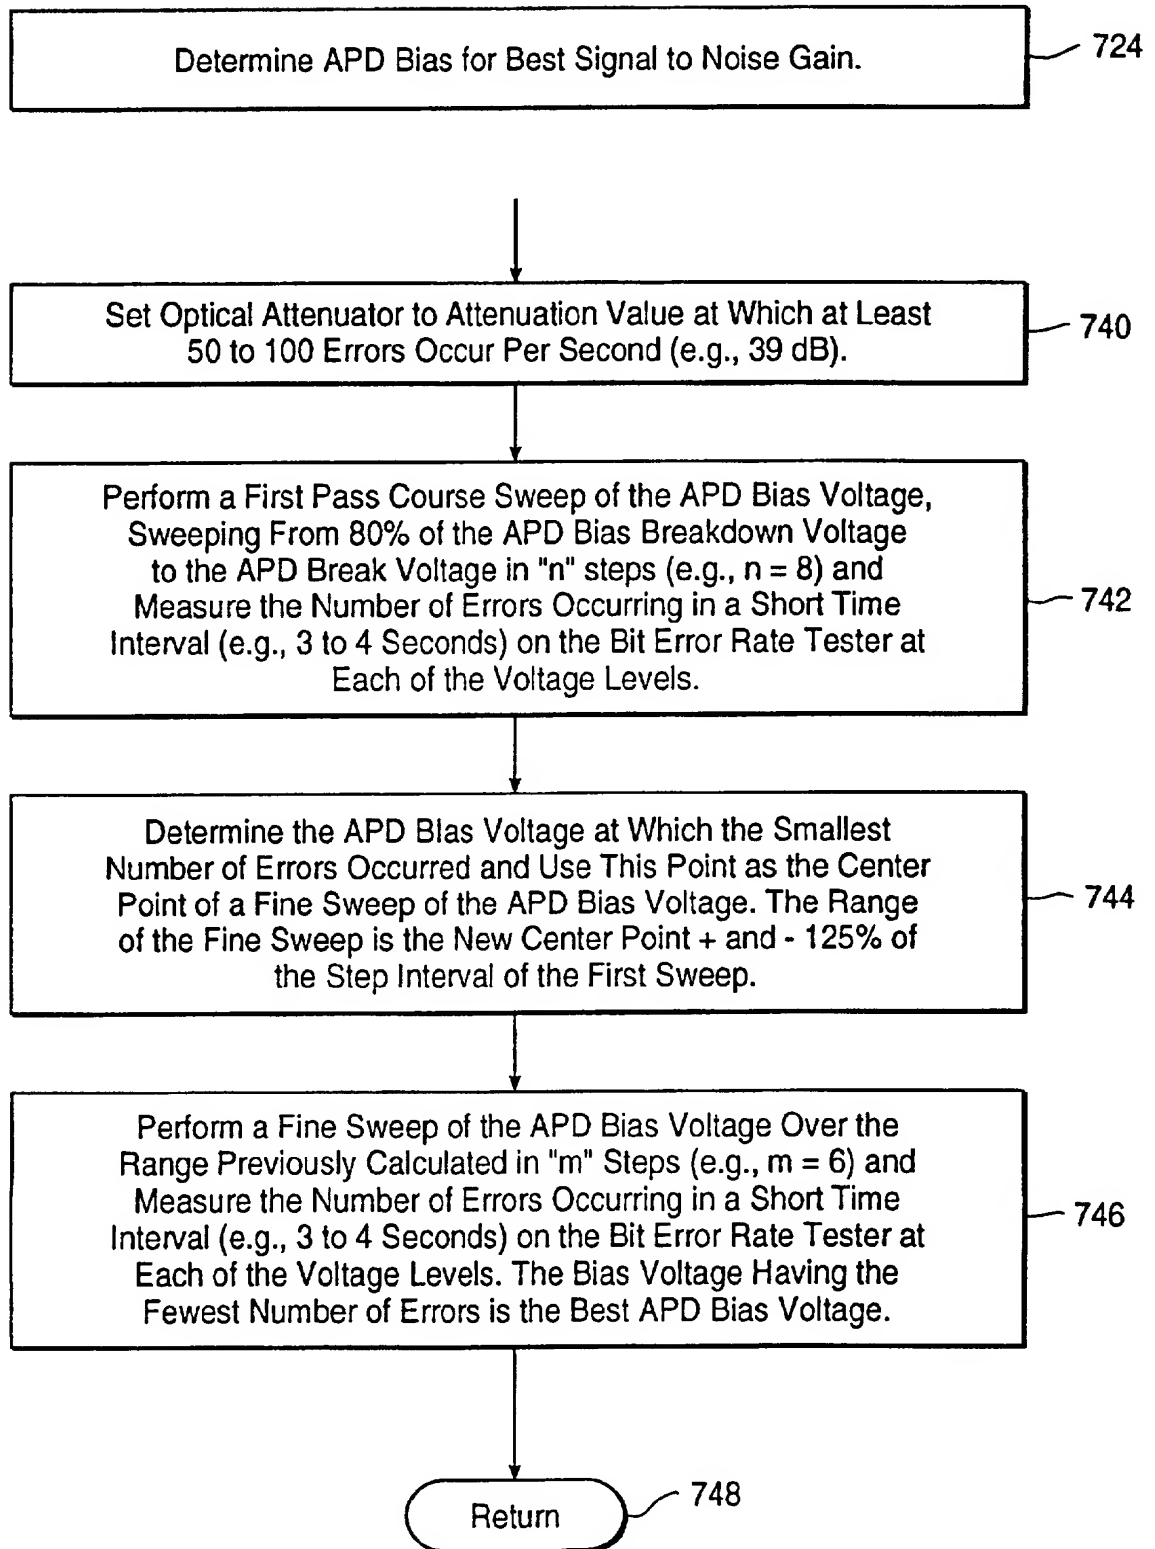 Determine APD Bias for Best Signal to Noise Gain.
724
Set Optical Attenuator to Attenuation Value at Which at Least
50 to 100 Errors Occur Per Second (e.g., 39 dB).
740
Perform a First Pass Course Sweep of the APD Bias Voltage,
Sweeping From 80% of the APD Bias Breakdown Voltage
to the APD Break Voltage in "n" steps (e.g., n = 8) and
Measure the Number of Errors Occurring in a Short Time
Interval (e.g., 3 to 4 Seconds) on the Bit Error Rate Tester at
Each of the Voltage Levels.
742
Determine the APD Bias Voltage at Which the Smallest
Number of Errors Occurred and Use This Point as the Center
Point of a Fine Sweep of the APD Bias Voltage. The Range
of the Fine Sweep is the New Center Point + and - 125% of
the Step Interval of the First Sweep.
744
Perform a Fine Sweep of the APD Bias Voltage Over the
Range Previously Calculated in "m" Steps (e.g., m = 6) and
Measure the Number of Errors Occurring in a Short Time
Interval (e.g., 3 to 4 Seconds) on the Bit Error Rate Tester at
Each of the Voltage Levels. The Bias Voltage Having the
Fewest Number of Errors is the Best APD Bias Voltage.
746
Return
748